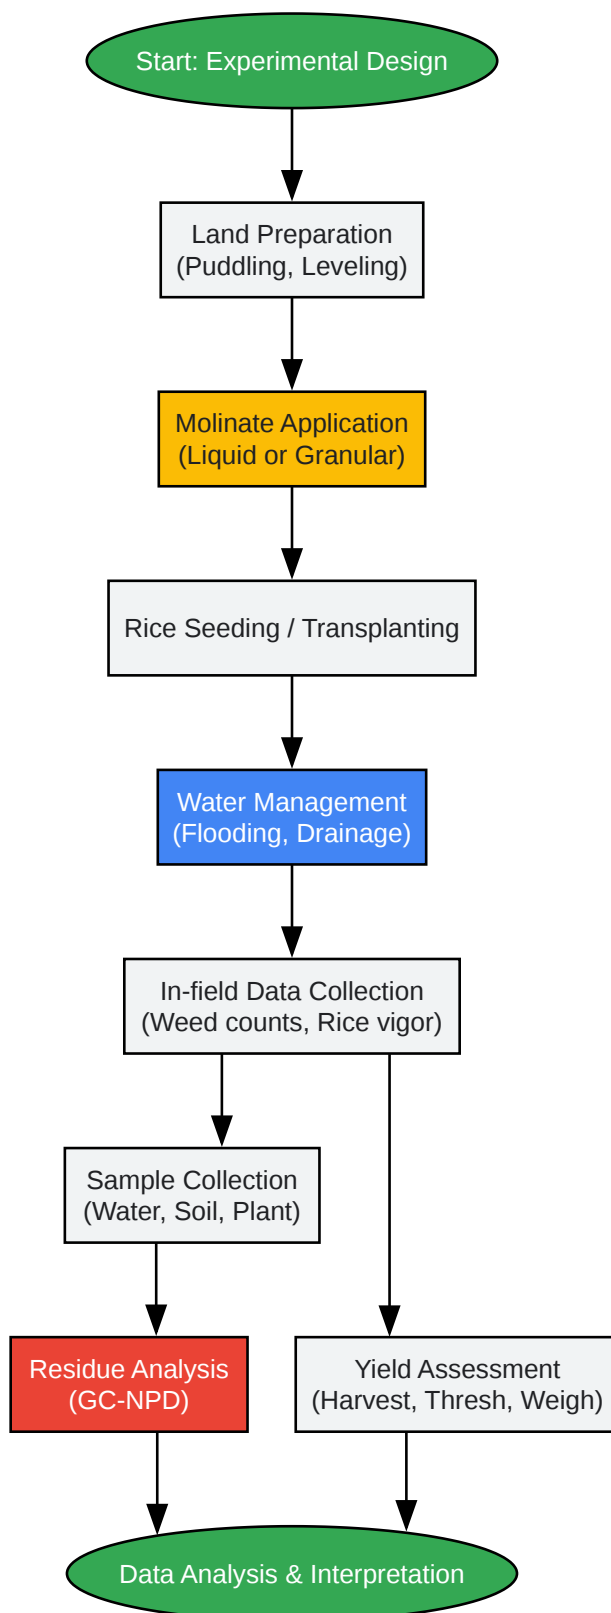 Start: Experimental Design
Land Preparation
(Puddling, Leveling)
Molinate Application
(Liquid or Granular)
Rice Seeding / Transplanting
Water Management
(Flooding, Drainage)
In-field Data Collection
(Weed counts, Rice vigor)
Sample Collection
(Water, Soil, Plant)
Residue Analysis
(GC-NPD)
Yield Assessment
(Harvest, Thresh, Weigh)
Data Analysis & Interpretation